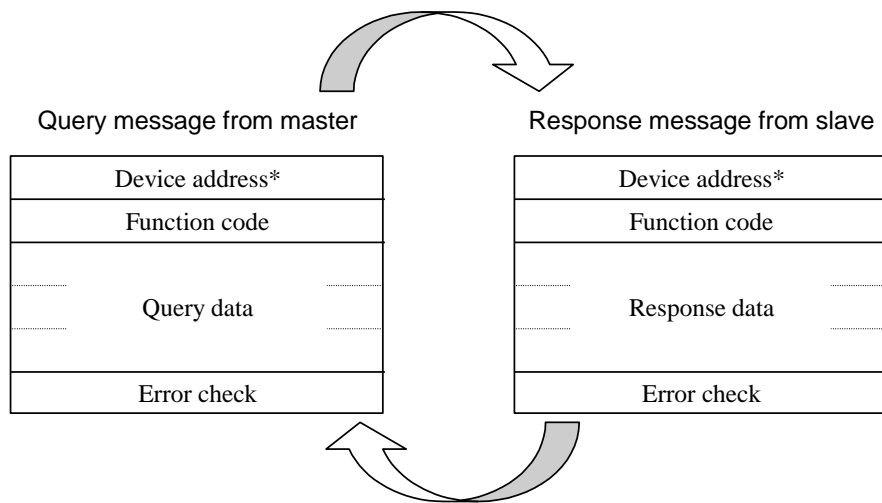 Query message from master
Response message from slave
Device address*
Device address*
Function code
Function code
Query data
Response data
Error check
Error check